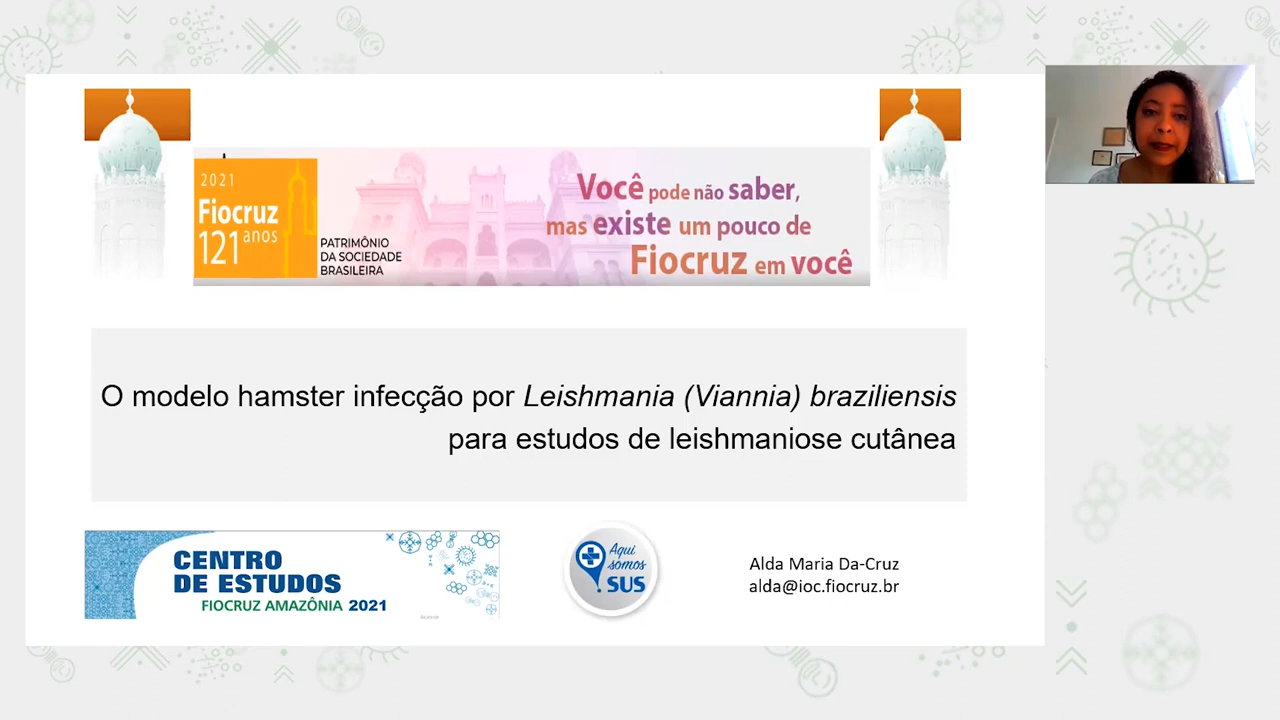 2021
Fiocruz
121 anos
PATRIMÔNIO
DA SOCIEDADE
BRASILEIRA
Você pode não saber,
mas existe um pouco de
Fiocruz em você
O modelo hamster infecção por Leishmania (Viannia) braziliensis
para estudos de leishmaniose cutânea
CENTRO
DE ESTUDOS
FIOCRUZ AMAZÔNIA 2021
Aqui
somos
SUS
Alda Maria Da-Cruz
alda@ioc.fiocruz.br